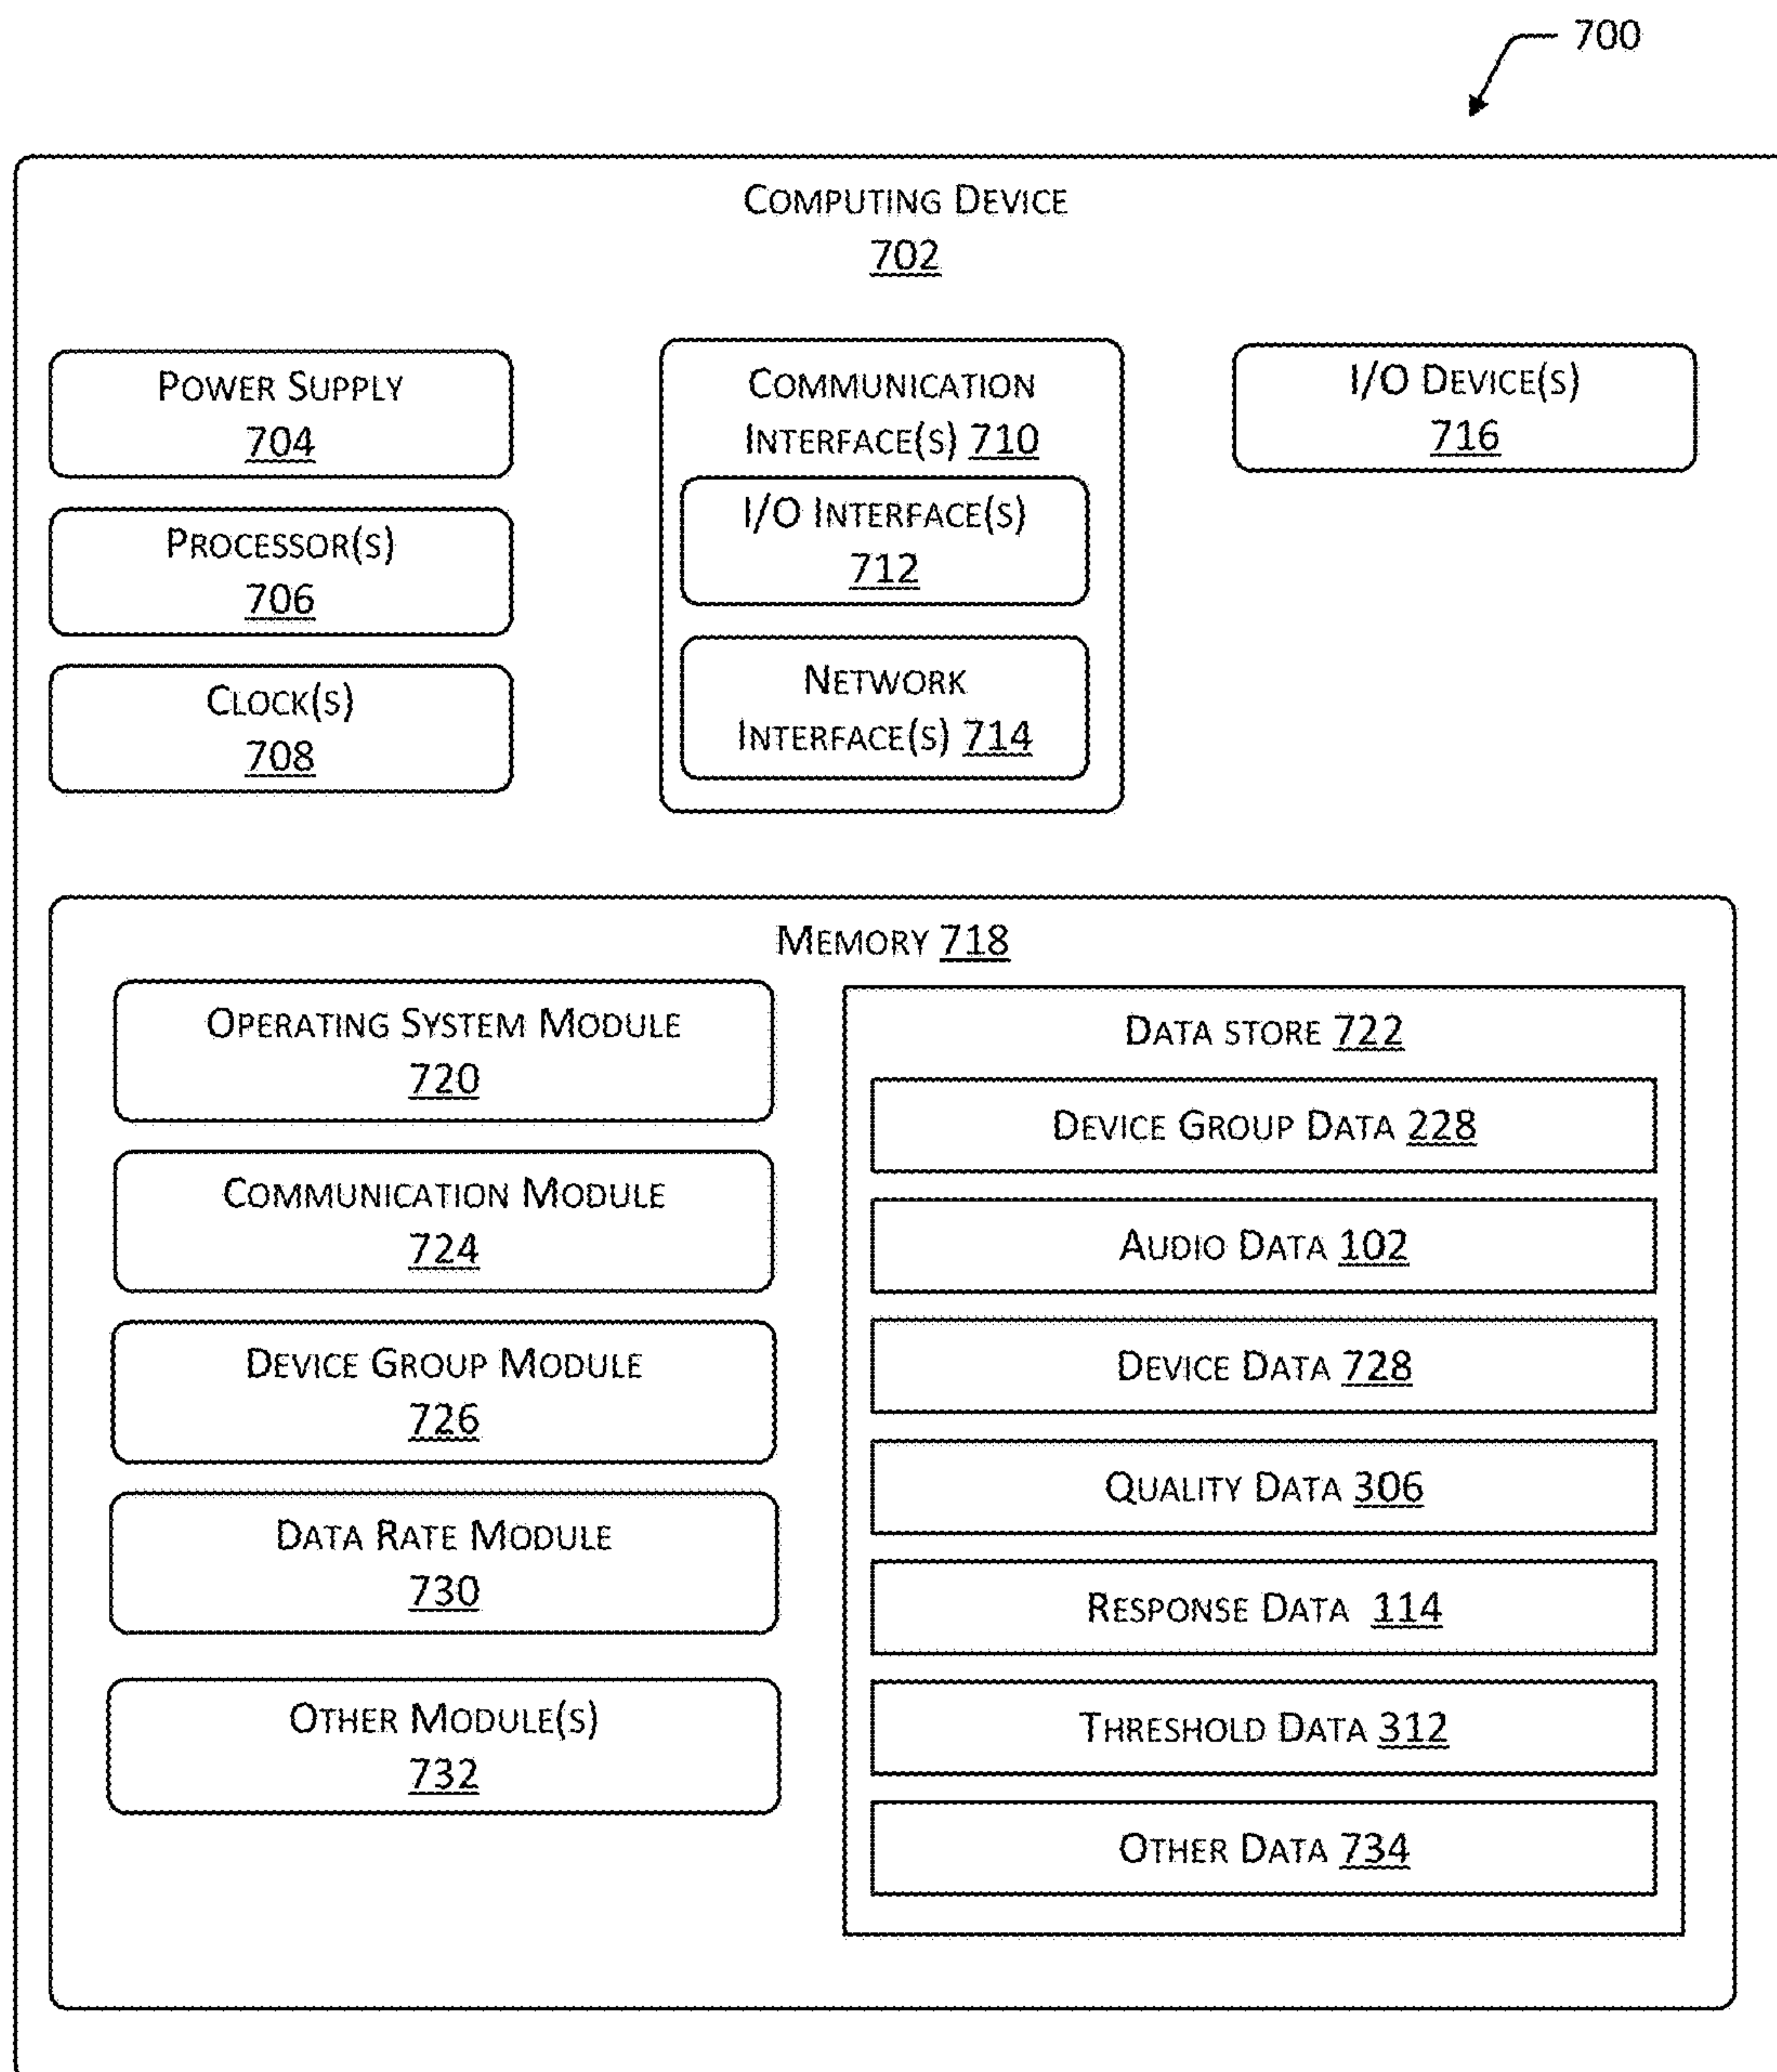 700
COMPUTING DEVICE
702
POWER SUPPLY
704
PROCESSOR(S)
706
CLOCK(S)
708
COMMUNICATION
INTERFACE(S) 710
I/O INTERFACE(S)
712
NETWORK
INTERFACE(S) 714
I/O DEVICE(S)
716
MEMORY 718
OPERATING SYSTEM MODULE
720
COMMUNICATION MODULE
724
DEVICE GROUP MODULE
726
DATA RATE MODULE
730
OTHER MODULE(S)
732
DATA STORE 722
DEVICE GROUP DATA 228
AUDIO DATA 102
DEVICE DATA 728
QUALITY DATA 306
RESPONSE DATA 114
THRESHOLD DATA 312
OTHER DATA 734